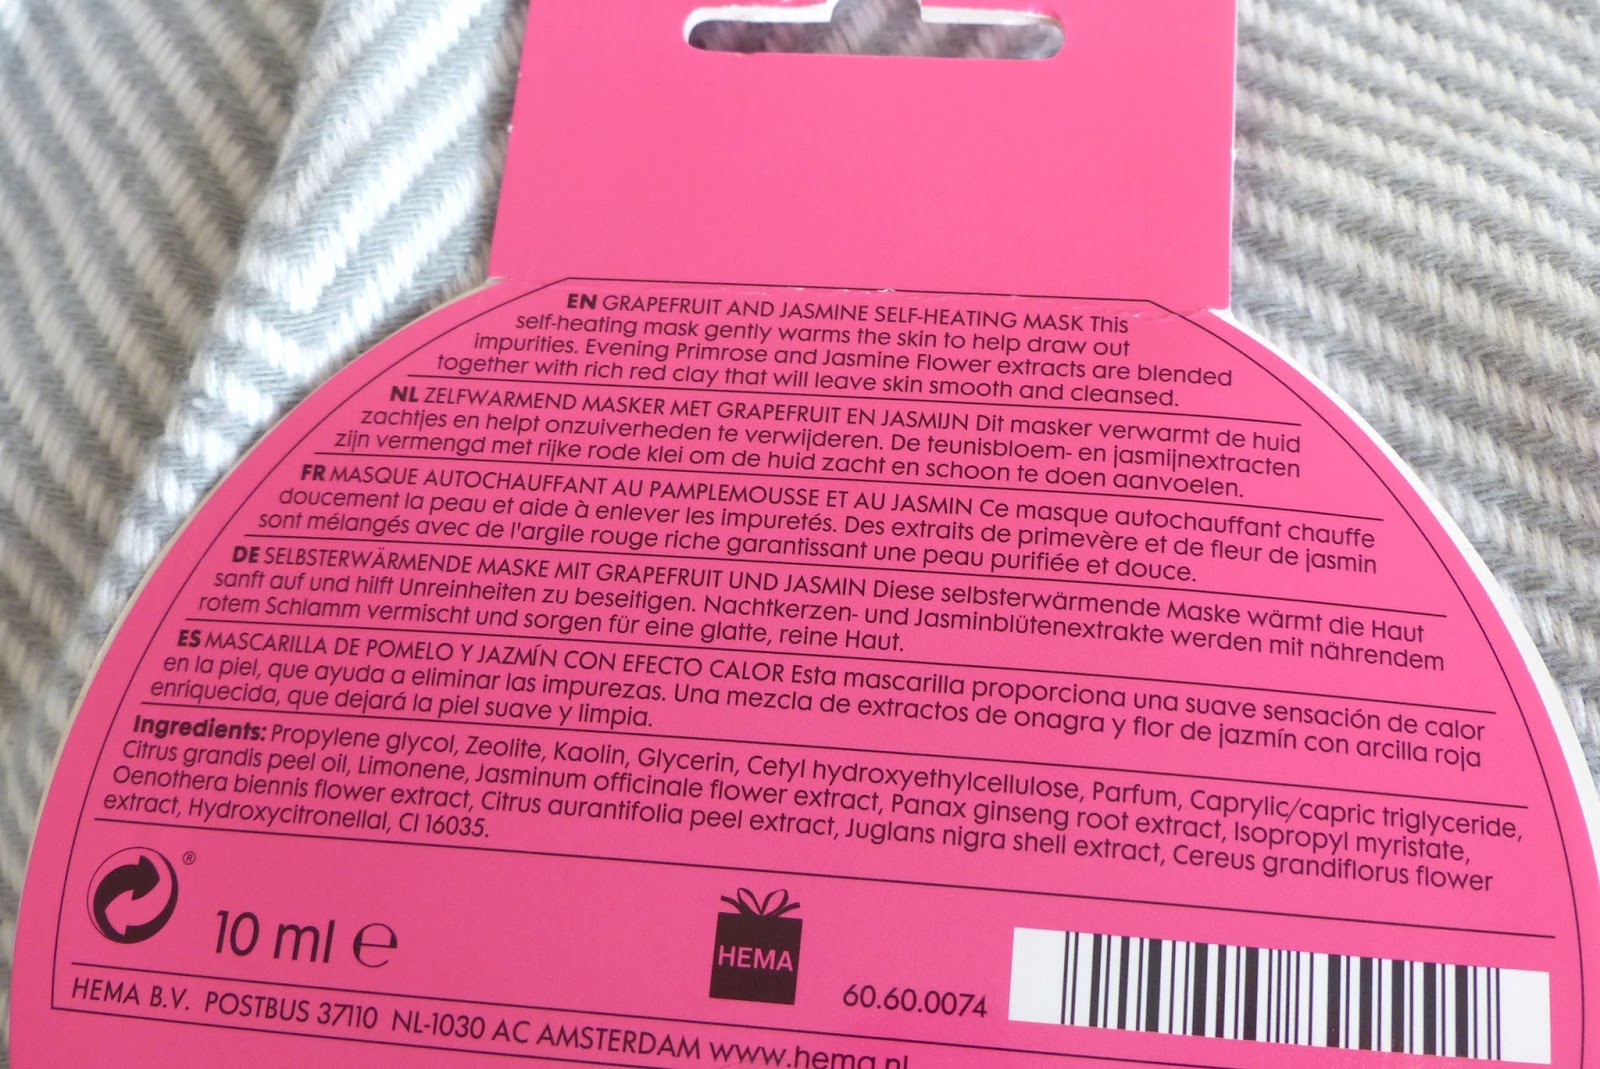 EN GRAPEFRUIT AND JASMINE SELF-HEATING MASK This
self-heating mask gently warms the skin to help draw out
impurities. Evening Primrose and Jasmine Flower extracts are blended
together with rich red clay that will leave skin smooth and cleansed.
NL ZELFWARMEND MASKER MET GRAPEFRUIT EN JASMIJN Dit masker verwarmt de huid
zachtjes en helpt onzuiverheden te verwijderen. De teunisbloem- en jasmijnextracten
zijn vermengd met rijke rode klei om de huid zacht en schoon te doen aanvoelen.
FR MASQUE AUTOCHAUFFANT AU PAMPLEMOUSSE ET AU JASMIN Ce masque autochauffant chauffe
doucement la peau et aide à enlever les impuretés. Des extraits de primevère et de fleur de jasmin
sont mélangés avec de l'argile rouge riche garantissant une peau purifiée et douce.
DE SELBSTERWÄRMENDE MASKE MIT GRAPEFRUIT UND JASMIN Diese selbsterwärmende Maske wärmt die Haut
sanft auf und hilft Unreinheiten zu beseitigen. Nachtkerzen- und Jasminblütenextrakte werden mit nährendem
rotem Schlamm vermischt und sorgen für eine glatte, reine Haut.
ES MASCARILLA DE POMELO Y JAZMÍN CON EFECTO CALOR Esta mascarilla proporciona una suave sensación de calor
en la piel, que ayuda a eliminar las impurezas. Una mezcla de extractos de onagra y flor de jazmín con arcilla roja
enriquecida, que dejará la piel suave y limpia.
Ingredients: Propylene glycol, Zeolite, Kaolin, Glycerin, Cetyl hydroxyethylcellulose, Parfum, Caprylic/capric triglyceride,
Citrus grandis peel oil, Limonene, Jasminum officinale flower extract, Panax ginseng root extract, Isopropyl myristate,
Oenothera biennis flower extract, Citrus aurantifolia peel extract, Juglans nigra shell extract, Cereus grandiflorus flower
extract, Hydroxycitronellal, CI 16035.
®
10 ml e
HEMA
60.60.0074
HEMA B.V. POSTBUS 37110 NL-1030 AC AMSTERDAM www.hema.nl